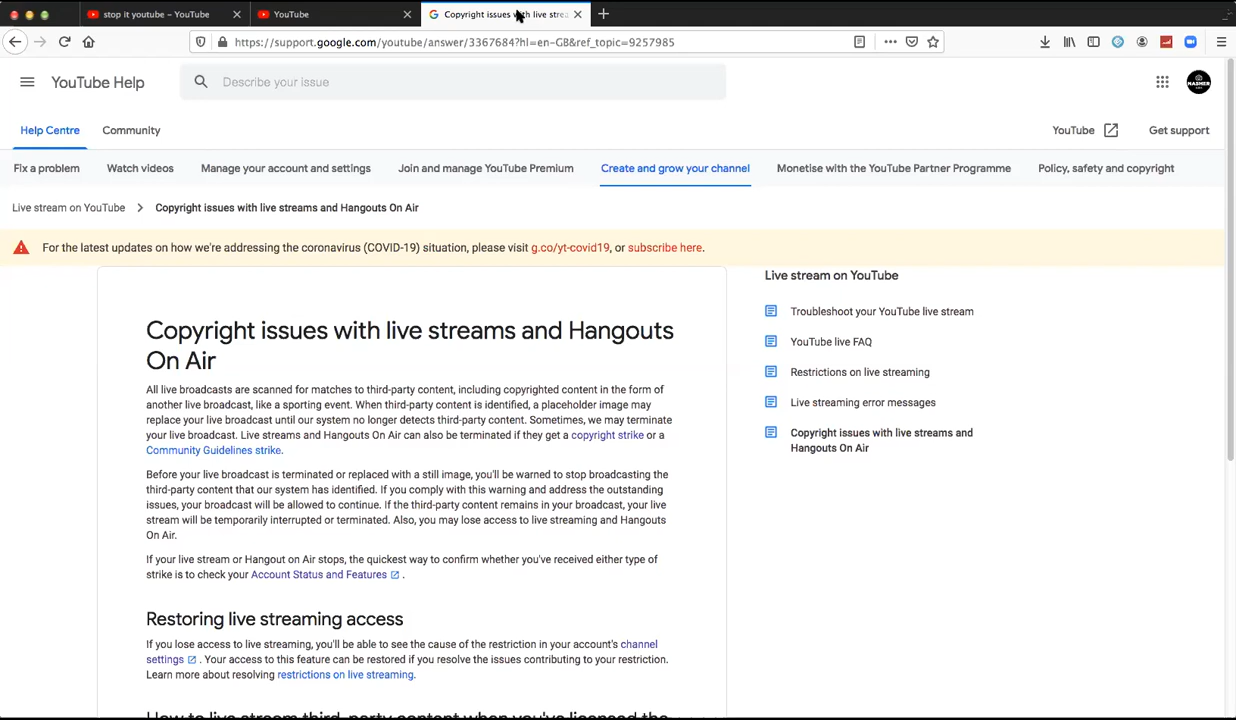 stop it youtube – YouTube
YouTube
Copyright issues with live strea
https://support.google.com/youtube/answer/3367684?hl=en-GB&ref_topic=9257985
YouTube Help
Describe your issue
Help Centre
Community
YouTube
Get support
Fix a problem
Watch videos
Manage your account and settings
Join and manage YouTube Premium
Create and grow your channel
Monetise with the YouTube Partner Programme
Policy, safety and copyright
Live stream on YouTube
Copyright issues with live streams and Hangouts On Air
For the latest updates on how we're addressing the coronavirus (COVID-19) situation, please visit g.co/yt-covid19, or subscribe here.
Copyright issues with live streams and Hangouts
On Air
All live broadcasts are scanned for matches to third-party content, including copyrighted content in the form of
another live broadcast, like a sporting event. When third-party content is identified, a placeholder image may
replace your live broadcast until our system no longer detects third-party content. Sometimes, we may terminate
your live broadcast. Live streams and Hangouts On Air can also be terminated if they get a copyright strike or a
Community Guidelines strike.
Before your live broadcast is terminated or replaced with a still image, you'll be warned to stop broadcasting the
third-party content that our system has identified. If you comply with this warning and address the outstanding
issues, your broadcast will be allowed to continue. If the third-party content remains in your broadcast, your live
stream will be temporarily interrupted or terminated. Also, you may lose access to live streaming and Hangouts
On Air.
If your live stream or Hangout on Air stops, the quickest way to confirm whether you've received either type of
strike is to check your Account Status and Features .
Restoring live streaming access
If you lose access to live streaming, you'll be able to see the cause of the restriction in your account's channel
settings . Your access to this feature can be restored if you resolve the issues contributing to your restriction.
Learn more about resolving restrictions on live streaming.
How to live stream third-party content when you've licensed the
Live stream on YouTube
Troubleshoot your YouTube live stream
YouTube live FAQ
Restrictions on live streaming
Live streaming error messages
Copyright issues with live streams and
Hangouts On Air